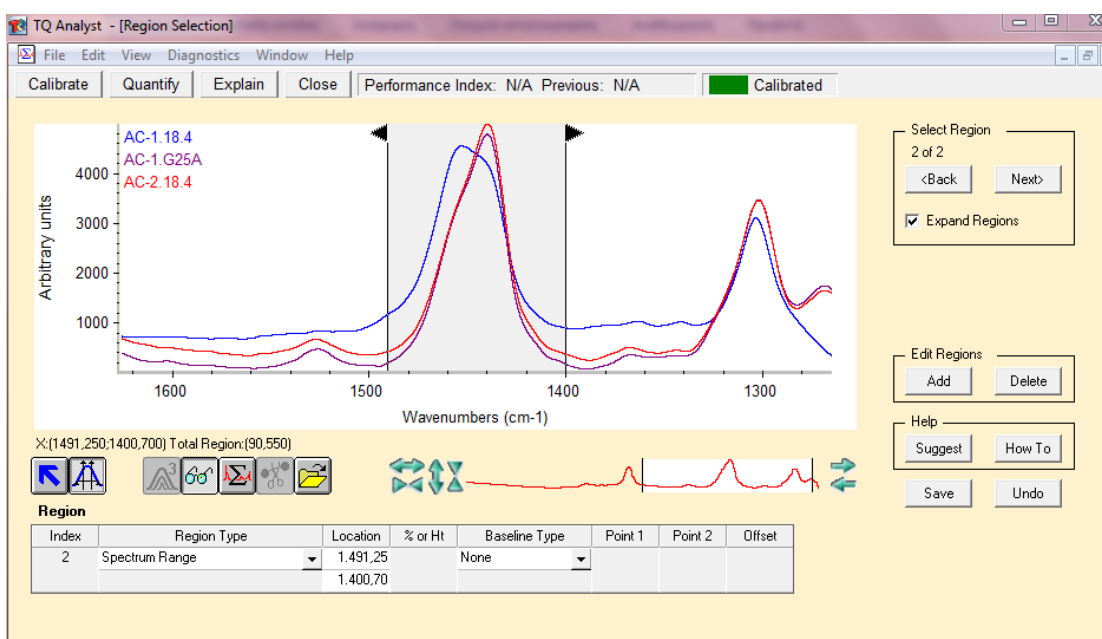 TQ Analyst - [Region Selection]
File Edit View Diagnostics Window Help
Calibrate Quantify Explain Close Performance Index: N/A Previous: N/A Calibrated
AC-1.18.4
AC-1.G25A
AC-2.18.4
Arbitrary units
4000
3000
2000
1000
1600 1500 1400 1300
Wavenumbers (cm-1)
Select Region
2 of 2
<Back Next>
Expand Regions
Edit Regions
Add Delete
Help
Suggest How To
Save Undo
X:(1491,250;1400,700) Total Region:(90,550)
3
Region
Index Region Type Location % or Ht Baseline Type Point 1 Point 2 Offset
2 Spectrum Range 1.491,25 None
1.400,70